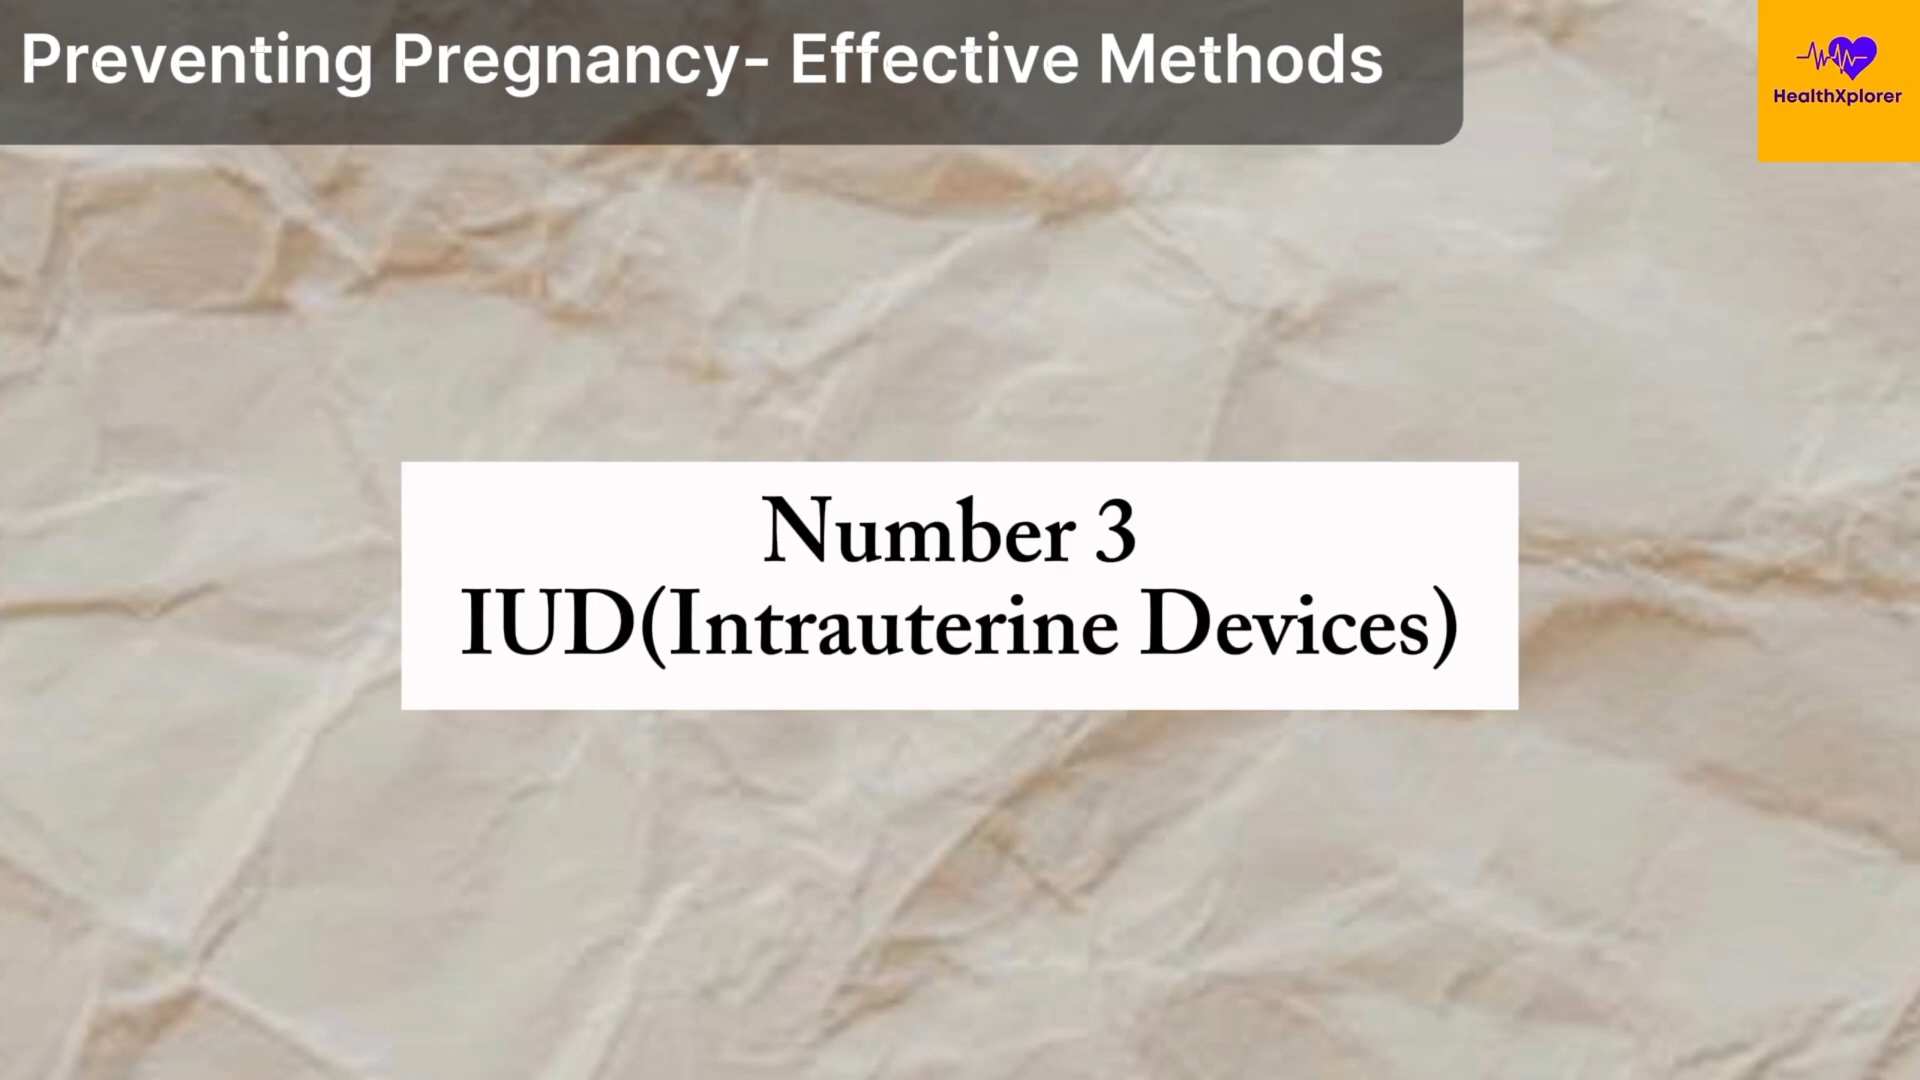 Preventing Pregnancy- Effective Methods
HealthXplorer
Number 3
IUD(Intrauterine Devices)